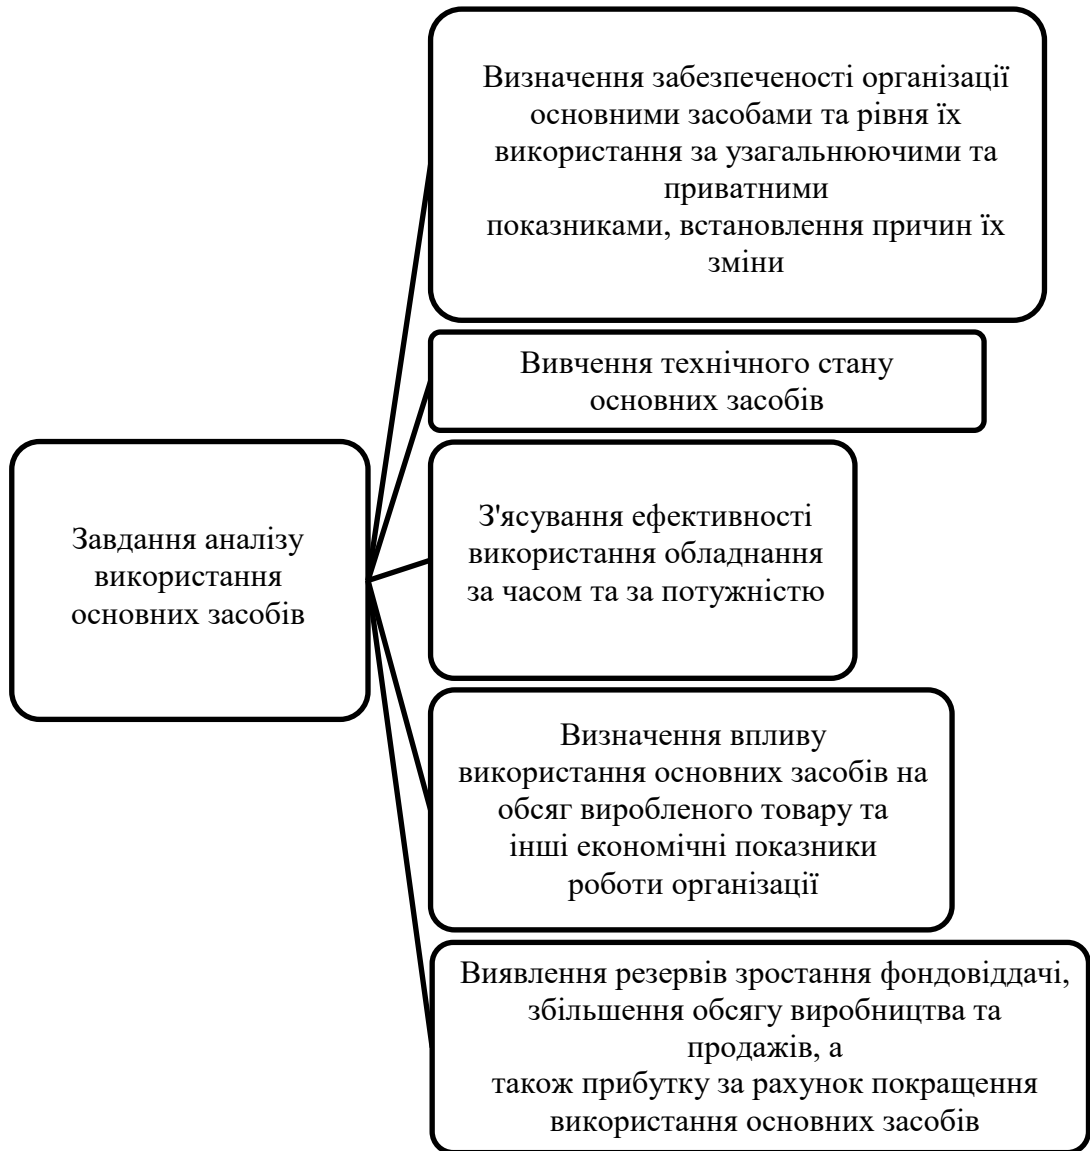 Визначення забезпеченості організації
основними засобами та рівня їх
використання за узагальнюючими та
приватними
показниками, встановлення причин їх
зміни
Вивчення технічного стану
основних засобів
Завдання аналізу
використання
основних засобів
З'ясування ефективності
використання обладнання
за часом та за потужністю
Визначення впливу
використання основних засобів на
обсяг виробленого товару та
інші економічні показники
роботи організації
Виявлення резервів зростання фондовіддачі,
збільшення обсягу виробництва та
продажів, а
також прибутку за рахунок покращення
використання основних засобів